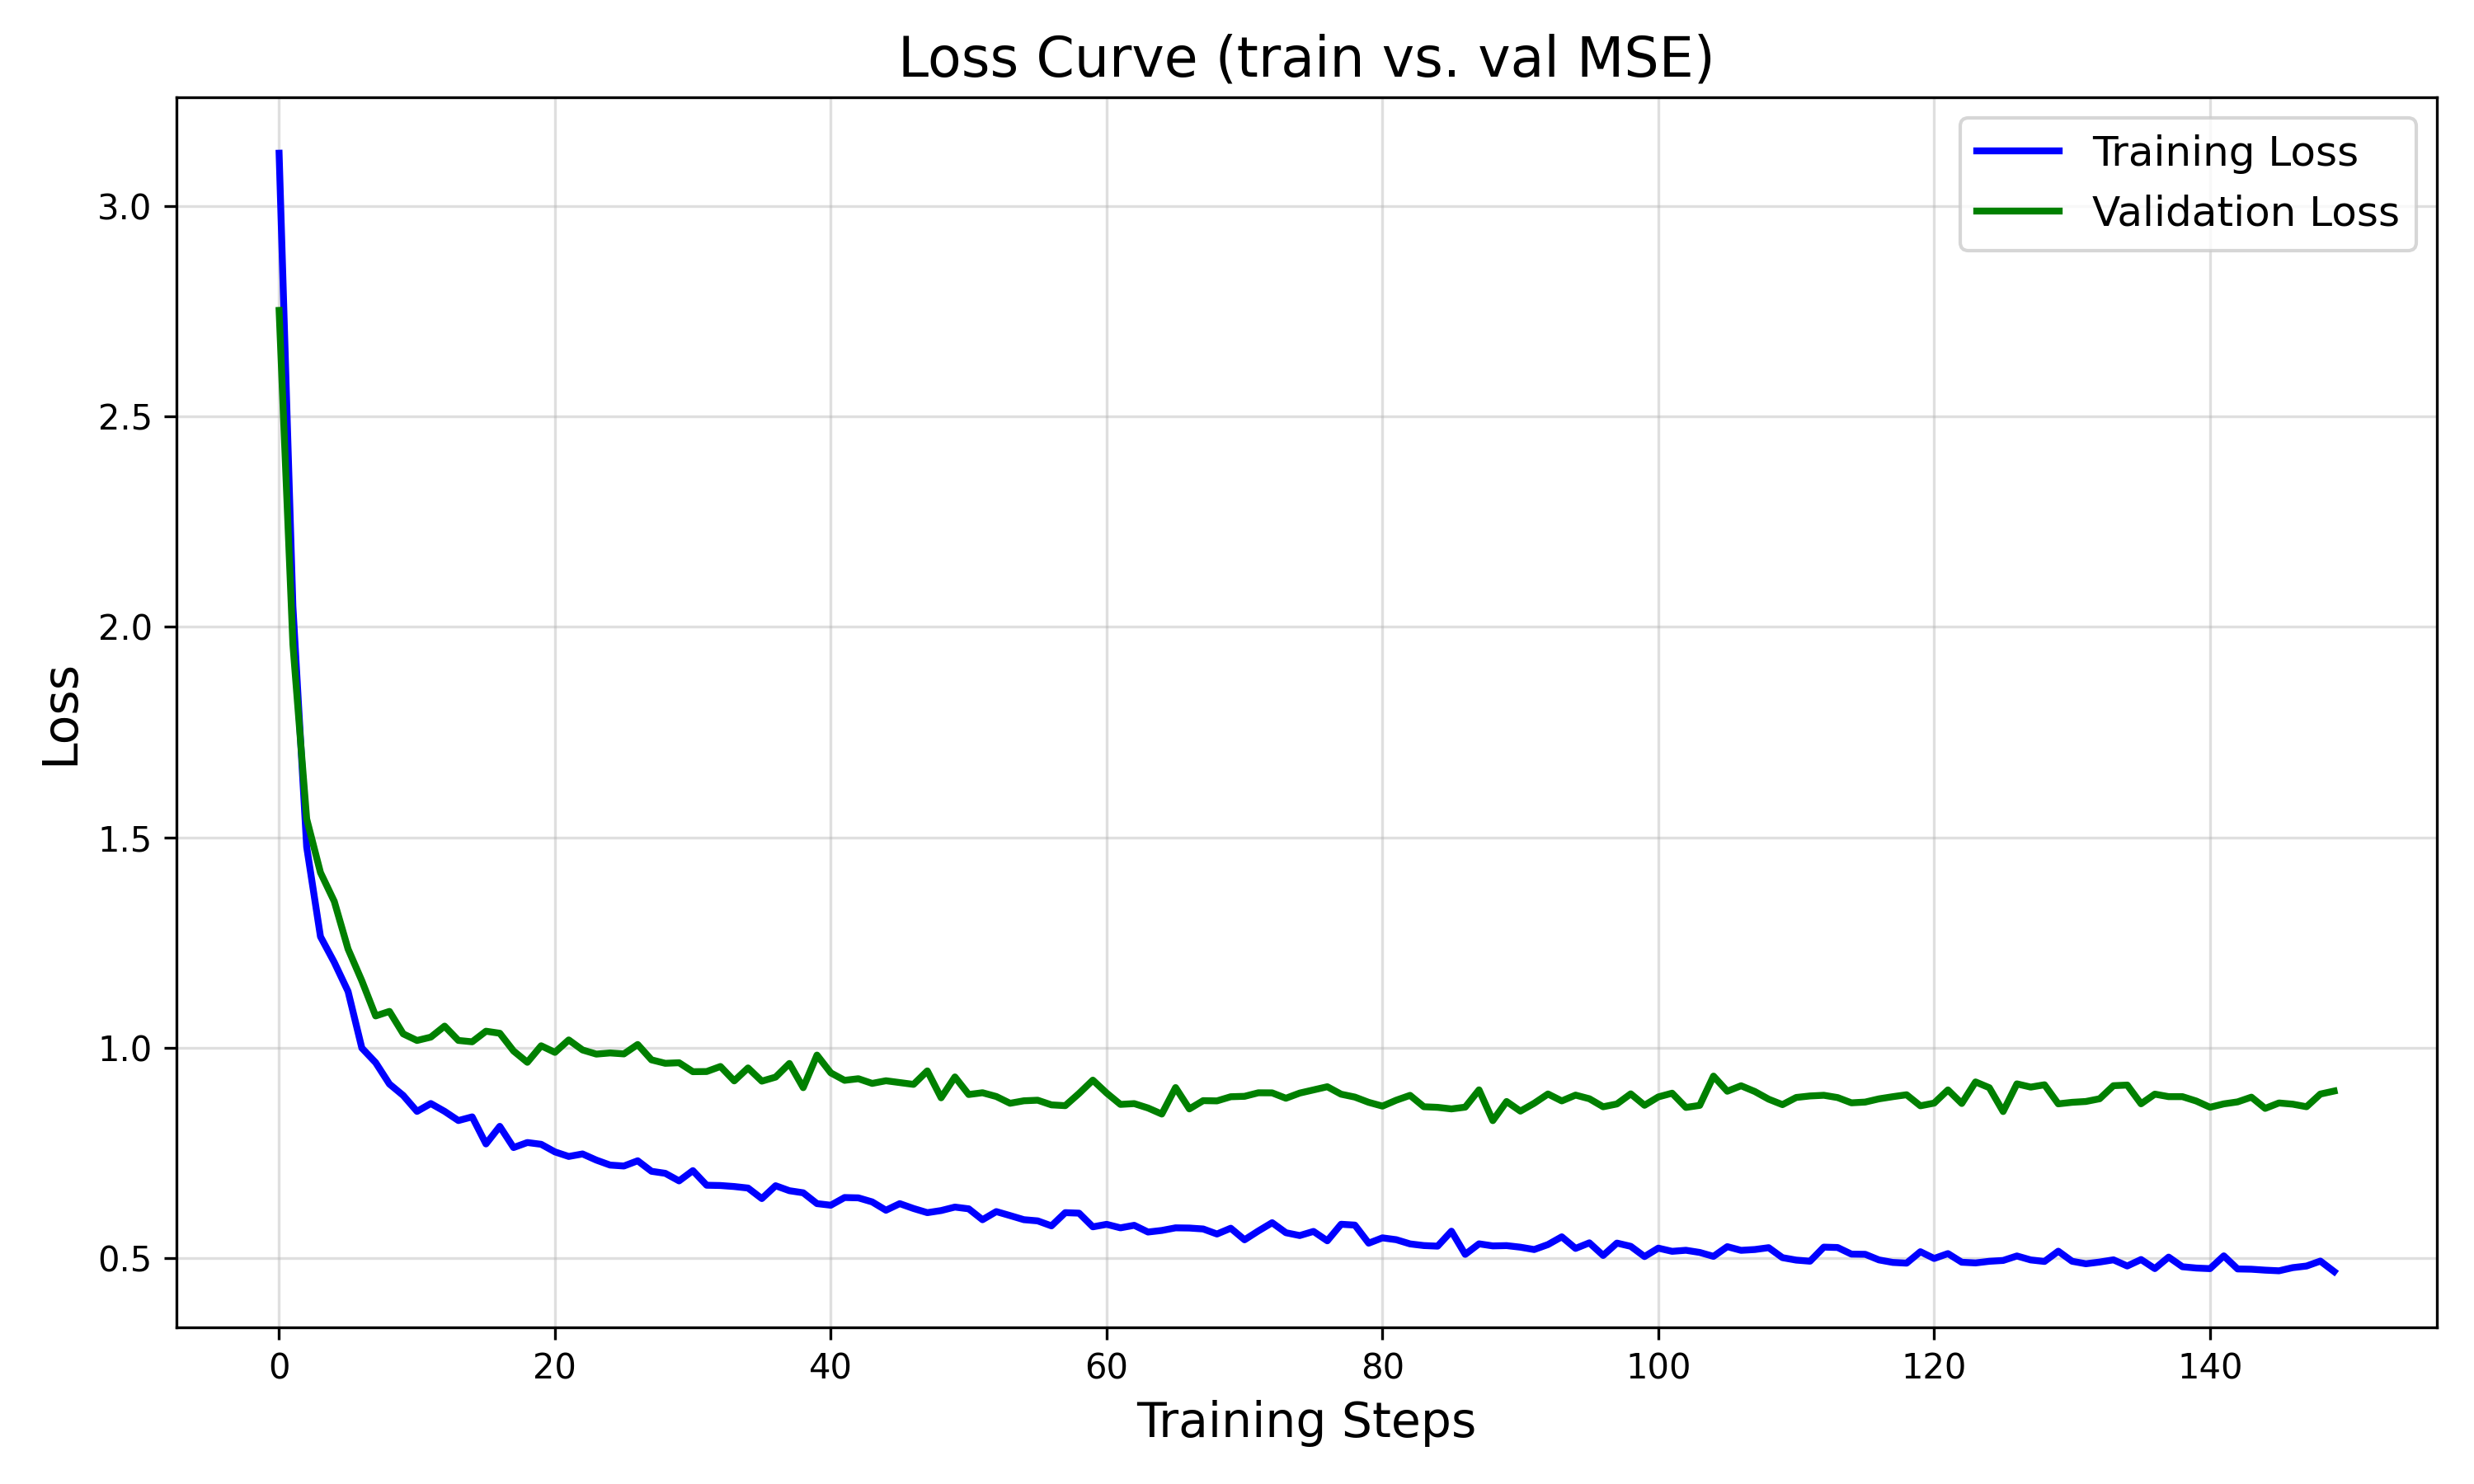 Loss Curve (train vs. val MSE)
Training Loss
Validation Loss
3.0
2.5
2.0
1.5
1.0
0.5
Loss
0 20 40 60 80 100 120 140
Training Steps